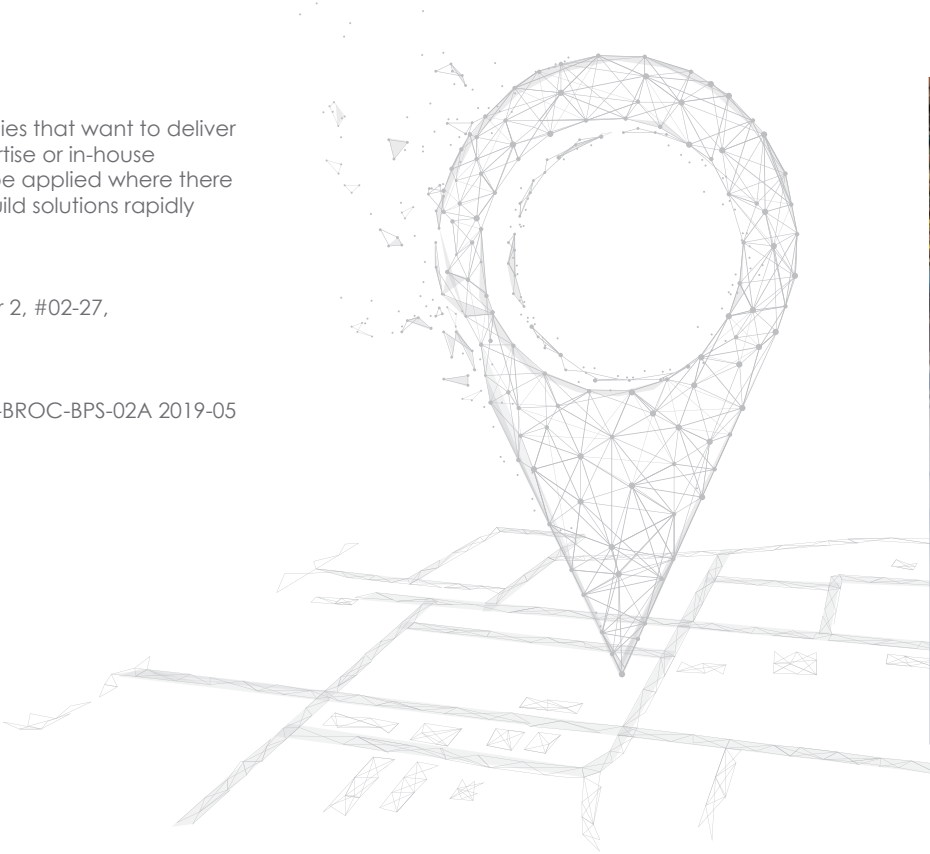 ies that want to deliver
rtise or in-house
be applied where there
uild solutions rapidly
r 2, #02-27,
-BROC-BPS-02A 2019-05